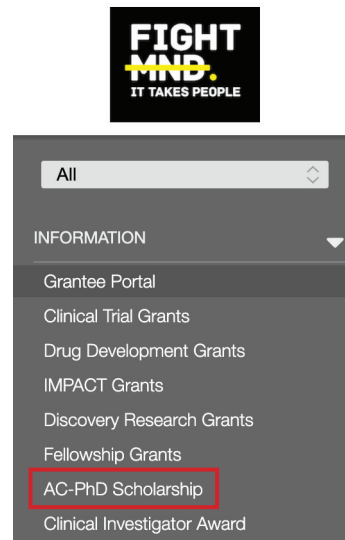 FIGHT
MND.
IT TAKES PEOPLE
All
INFORMATION
Grantee Portal
Clinical Trial Grants
Drug Development Grants
IMPACT Grants
Discovery Research Grants
Fellowship Grants
AC-PhD Scholarship
Clinical Investigator Award